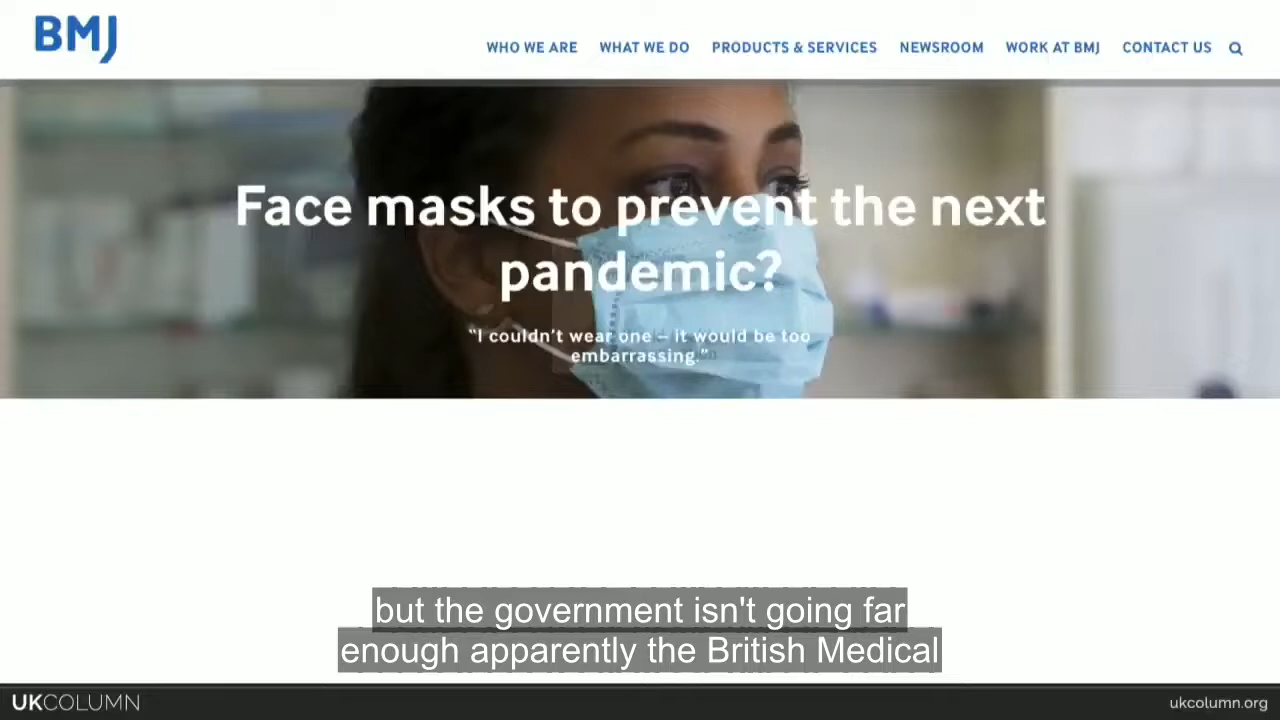 BMJ
WHO WE ARE WHAT WE DO PRODUCTS & SERVICES NEWSROOM WORK AT BMJ CONTACT US
Face masks to prevent the next
pandemic?
“I couldn’t wear one – it would be too
embarrassing.”
but the government isn't going far
enough apparently the British Medical
UKCOLUMN
ukcolumn.org